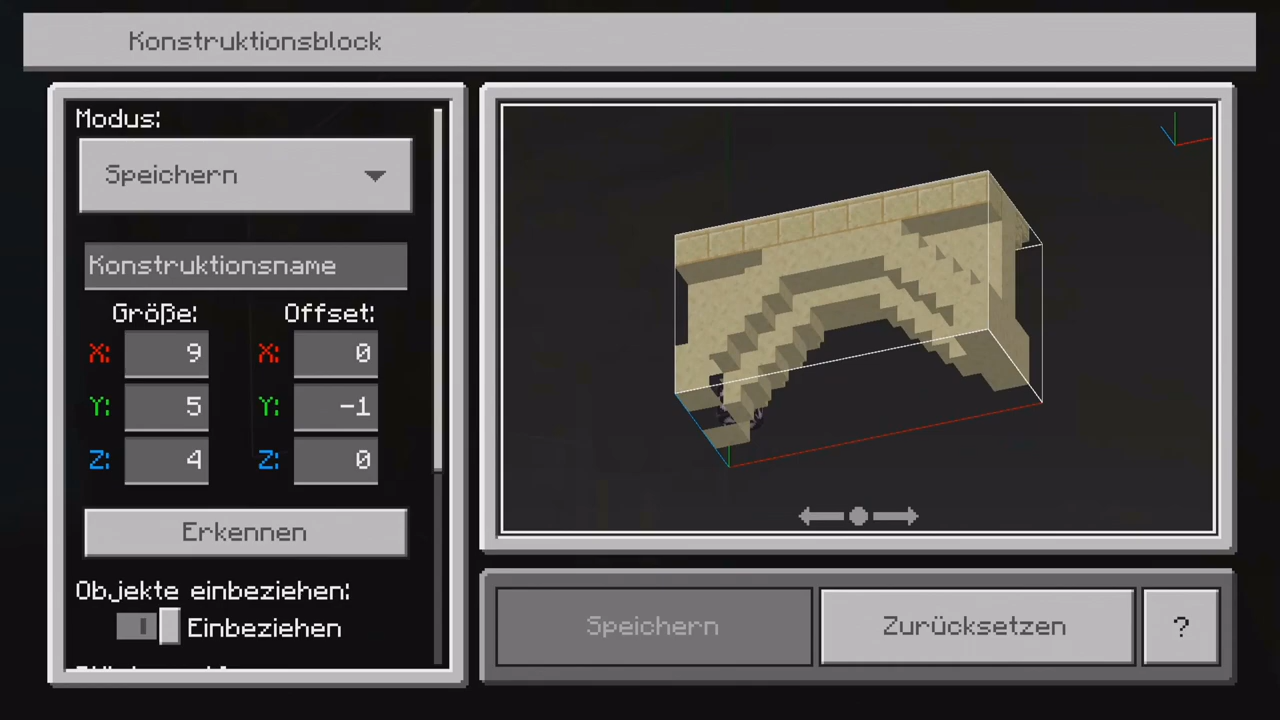 Konstruktionsblock
Modus:
Speichern
Konstruktionsname
Größe: Offset:
X: 9 X: 0
Y: 5 Y: -1
Z: 4 Z: 0
Erkennen
Objekte einbeziehen:
Einbeziehen
Speichern
Zurücksetzen
?